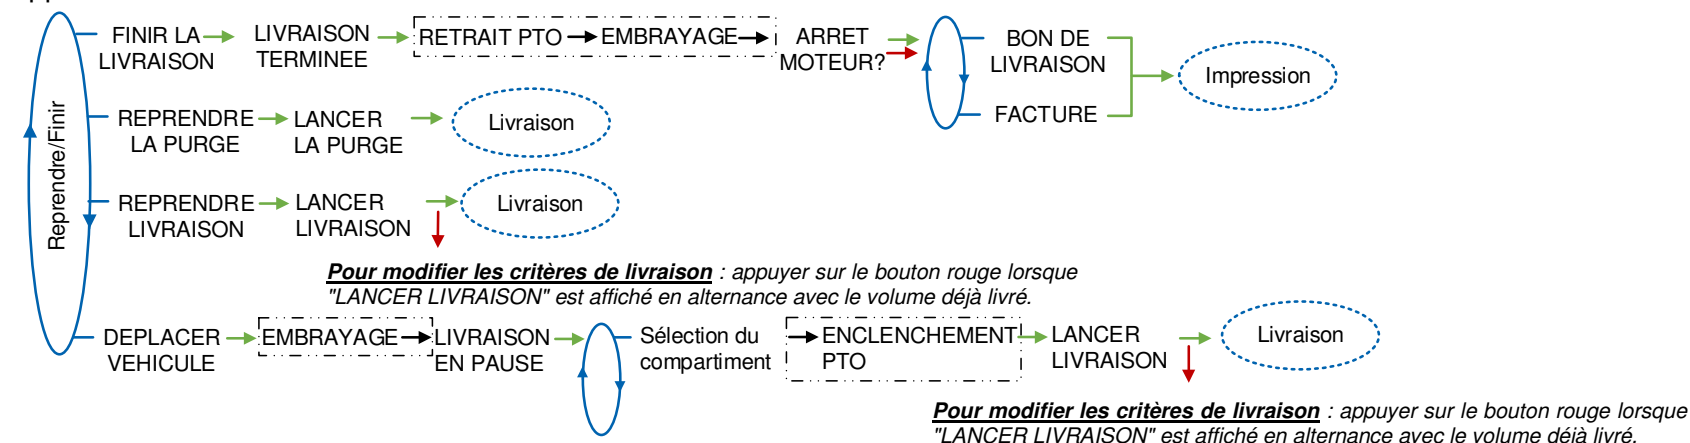 Reprendre/Finir
FINIR LA
LIVRAISON
LIVRAISON
TERMINEE
RETRAIT PTO
EMBRAYAGE
ARRET
MOTEUR?
BON DE
LIVRAISON
FACTURE
Impression
REPRENDRE
LA PURGE
LANCER
LA PURGE
Livraison
REPRENDRE
LIVRAISON
LANCER
LIVRAISON
Livraison
Pour modifier les critères de livraison : appuyer sur le bouton rouge lorsque
"LANCER LIVRAISON" est affiché en alternance avec le volume déjà livré.
DEPLACER
VEHICULE
EMBRAYAGE
LIVRAISON
EN PAUSE
Sélection du
compartiment
ENCLENCHEMENT
PTO
LANCER
LIVRAISON
Livraison
Pour modifier les critères de livraison : appuyer sur le bouton rouge lorsque
"LANCER LIVRAISON" est affiché en alternance avec le volume déjà livré.